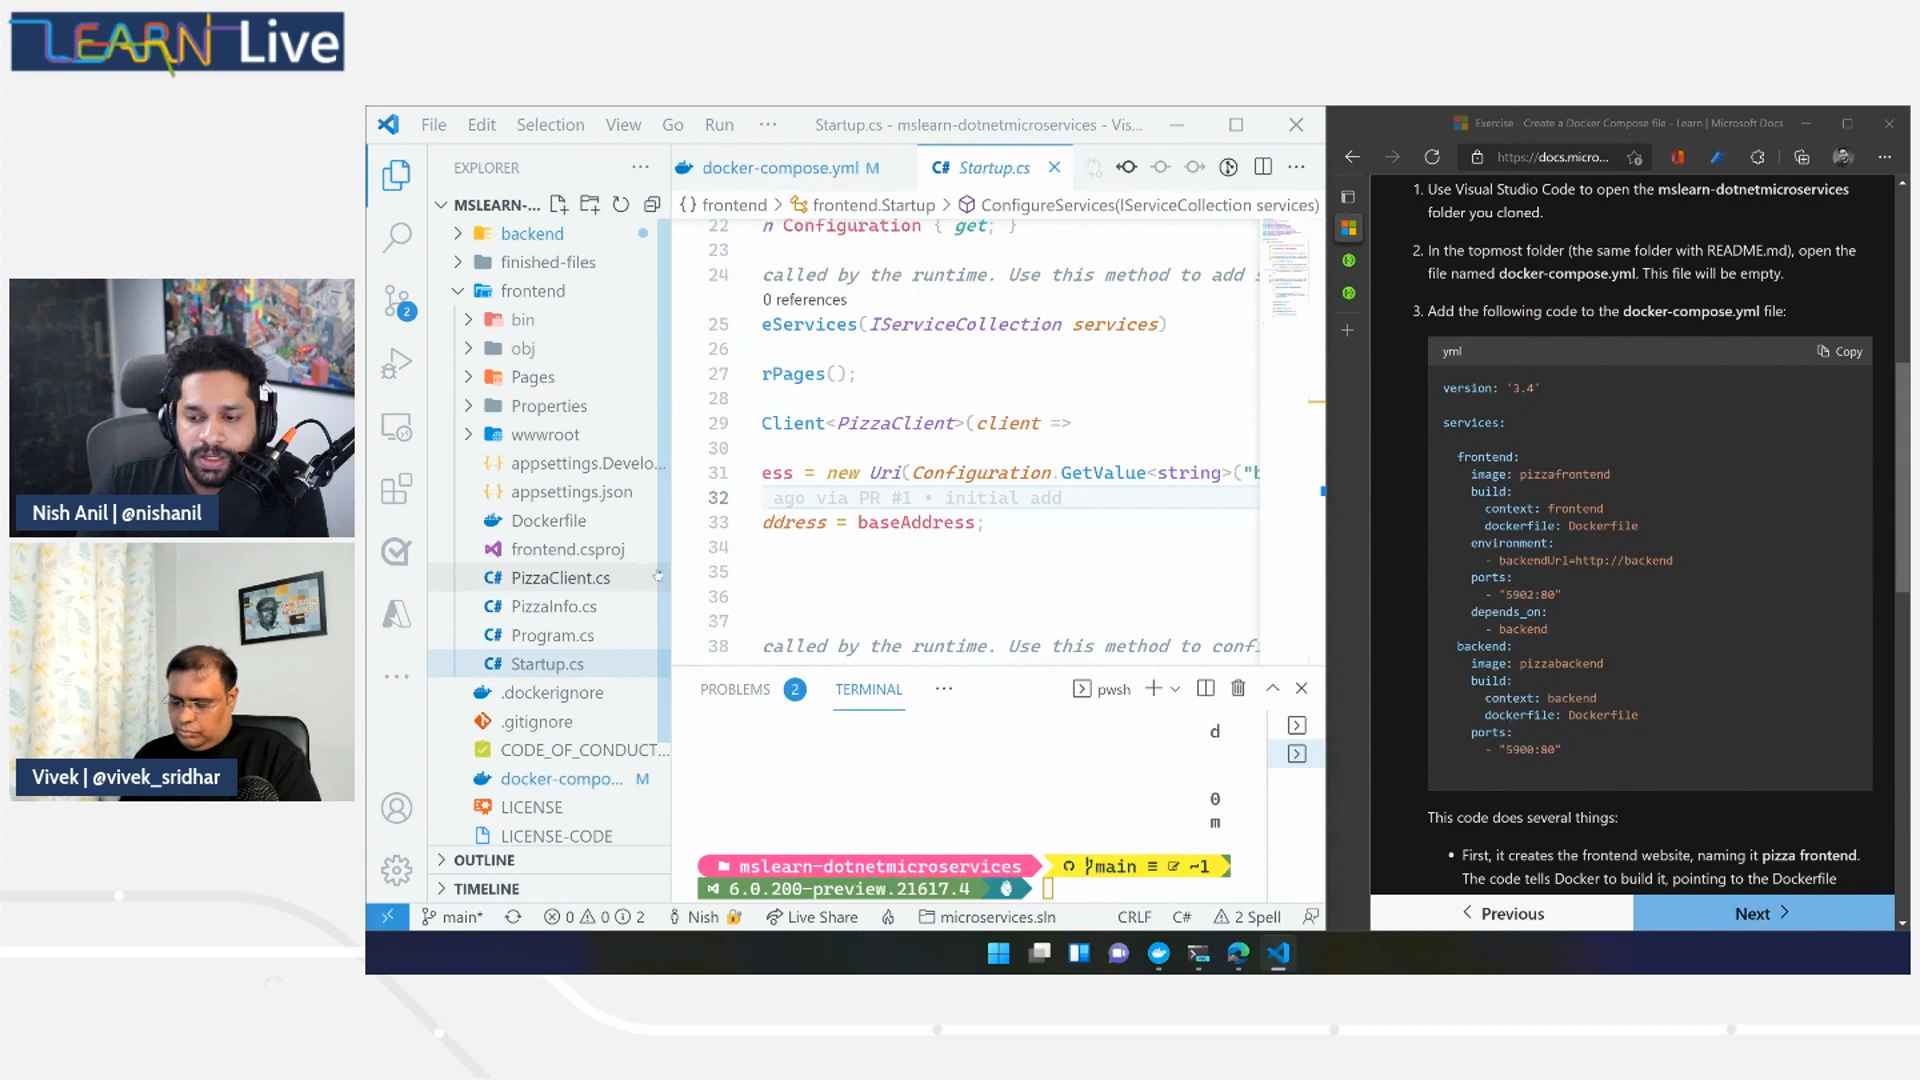 LEARN Live
Nish Anil | @nishanil
Vivek | @vivek_sridhar
File Edit Selection View Go Run ··· Startup.cs - mslearn-dotnetmicroservices - Vis...
EXPLORER ···
MSLEARN-...
backend
finished-files
frontend
bin
obj
Pages
Properties
wwwroot
{} appsettings.Develo...
{} appsettings.json
Dockerfile
frontend.csproj
C# PizzaClient.cs
C# PizzaInfo.cs
C# Program.cs
C# Startup.cs
.dockerignore
.gitignore
CODE_OF_CONDUCT...
docker-compo... M
LICENSE
LICENSE-CODE
OUTLINE
TIMELINE
2
docker-compose.yml M
C# Startup.cs
{} frontend > frontend.Startup > ConfigureServices(IServiceCollection services)
22 n Configuration { get; }
23
24 called by the runtime. Use this method to add
0 references
25 eServices(IServiceCollection services)
26
27 rPages();
28
29 Client<PizzaClient>(client =>
30
31 ess = new Uri(Configuration.GetValue<string>("b
32 ago via PR #1 • initial add
33 ddress = baseAddress;
34
35
36
37
38 called by the runtime. Use this method to conf
PROBLEMS 2 TERMINAL ··· pwsh
d
0
m
mslearn-dotnetmicroservices main ≡ ~1
6.0.200-preview.21617.4
main* 0 0 2 Nish Live Share microservices.sln CRLF C# 2 Spell
Exercise - Create a Docker Compose file - Learn | Microsoft Docs
https://docs.micro...
1. Use Visual Studio Code to open the mslearn-dotnetmicroservices
folder you cloned.
2. In the topmost folder (the same folder with README.md), open the
file named docker-compose.yml. This file will be empty.
3. Add the following code to the docker-compose.yml file:
yml Copy
version: '3.4'
services:
frontend:
image: pizzafrontend
build:
context: frontend
dockerfile: Dockerfile
environment:
- backendUrl=http://backend
ports:
- "5902:80"
depends_on:
- backend
backend:
image: pizzabackend
build:
context: backend
dockerfile: Dockerfile
ports:
- "5900:80"
This code does several things:
• First, it creates the frontend website, naming it pizza frontend.
The code tells Docker to build it, pointing to the Dockerfile
Previous
Next